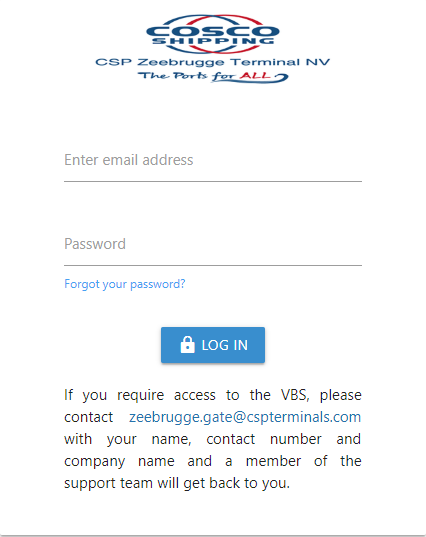 COSCO
SHIPPING
CSP Zeebrugge Terminal NV
The Ports for ALL
Enter email address
Password
Forgot your password?
LOG IN
If you require access to the VBS, please
contact zeebrugge.gate@cspterminals.com
with your name, contact number and
company name and a member of the
support team will get back to you.